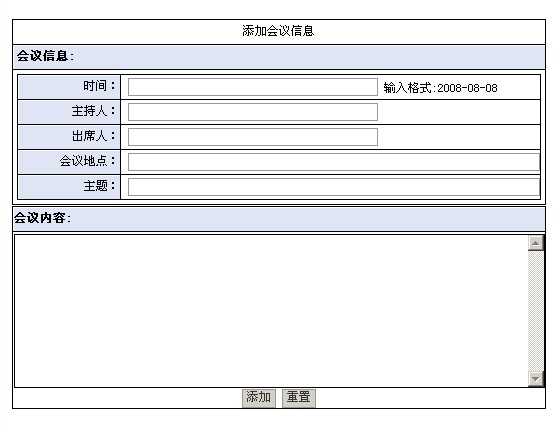 添加会议信息
会议信息:
时间: 输入格式:2008-08-08
主持人:
出席人:
会议地点:
主题:
会议内容:
添加 重置